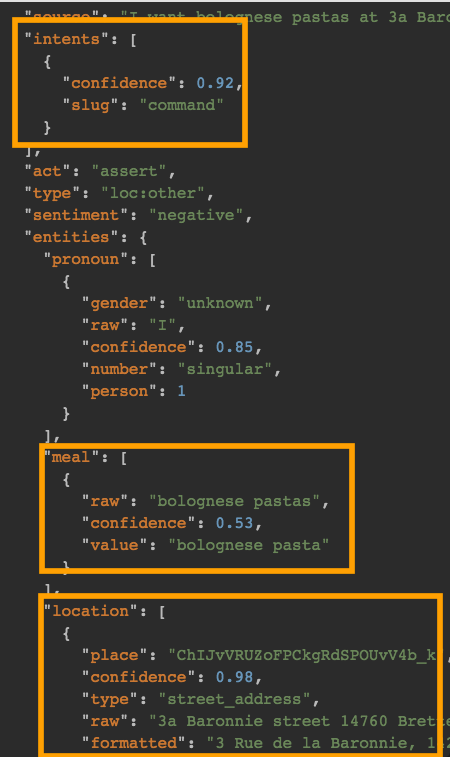 "source": "I want bolognese pastas at 3a Baro
"intents": [
{
"confidence": 0.92,
"slug": "command"
}
],
"act": "assert",
"type": "loc:other",
"sentiment": "negative",
"entities": {
"pronoun": [
{
"gender": "unknown",
"raw": "I",
"confidence": 0.85,
"number": "singular",
"person": 1
}
],
"meal": [
{
"raw": "bolognese pastas",
"confidence": 0.53,
"value": "bolognese pasta"
}
],
"location": [
{
"place": "ChIJvVRUZoFPCkgRdSPOUvV4b_k",
"confidence": 0.98,
"type": "street_address",
"raw": "3a Baronnie street 14760 Brette
"formatted": "3 Rue de la Baronnie, 142